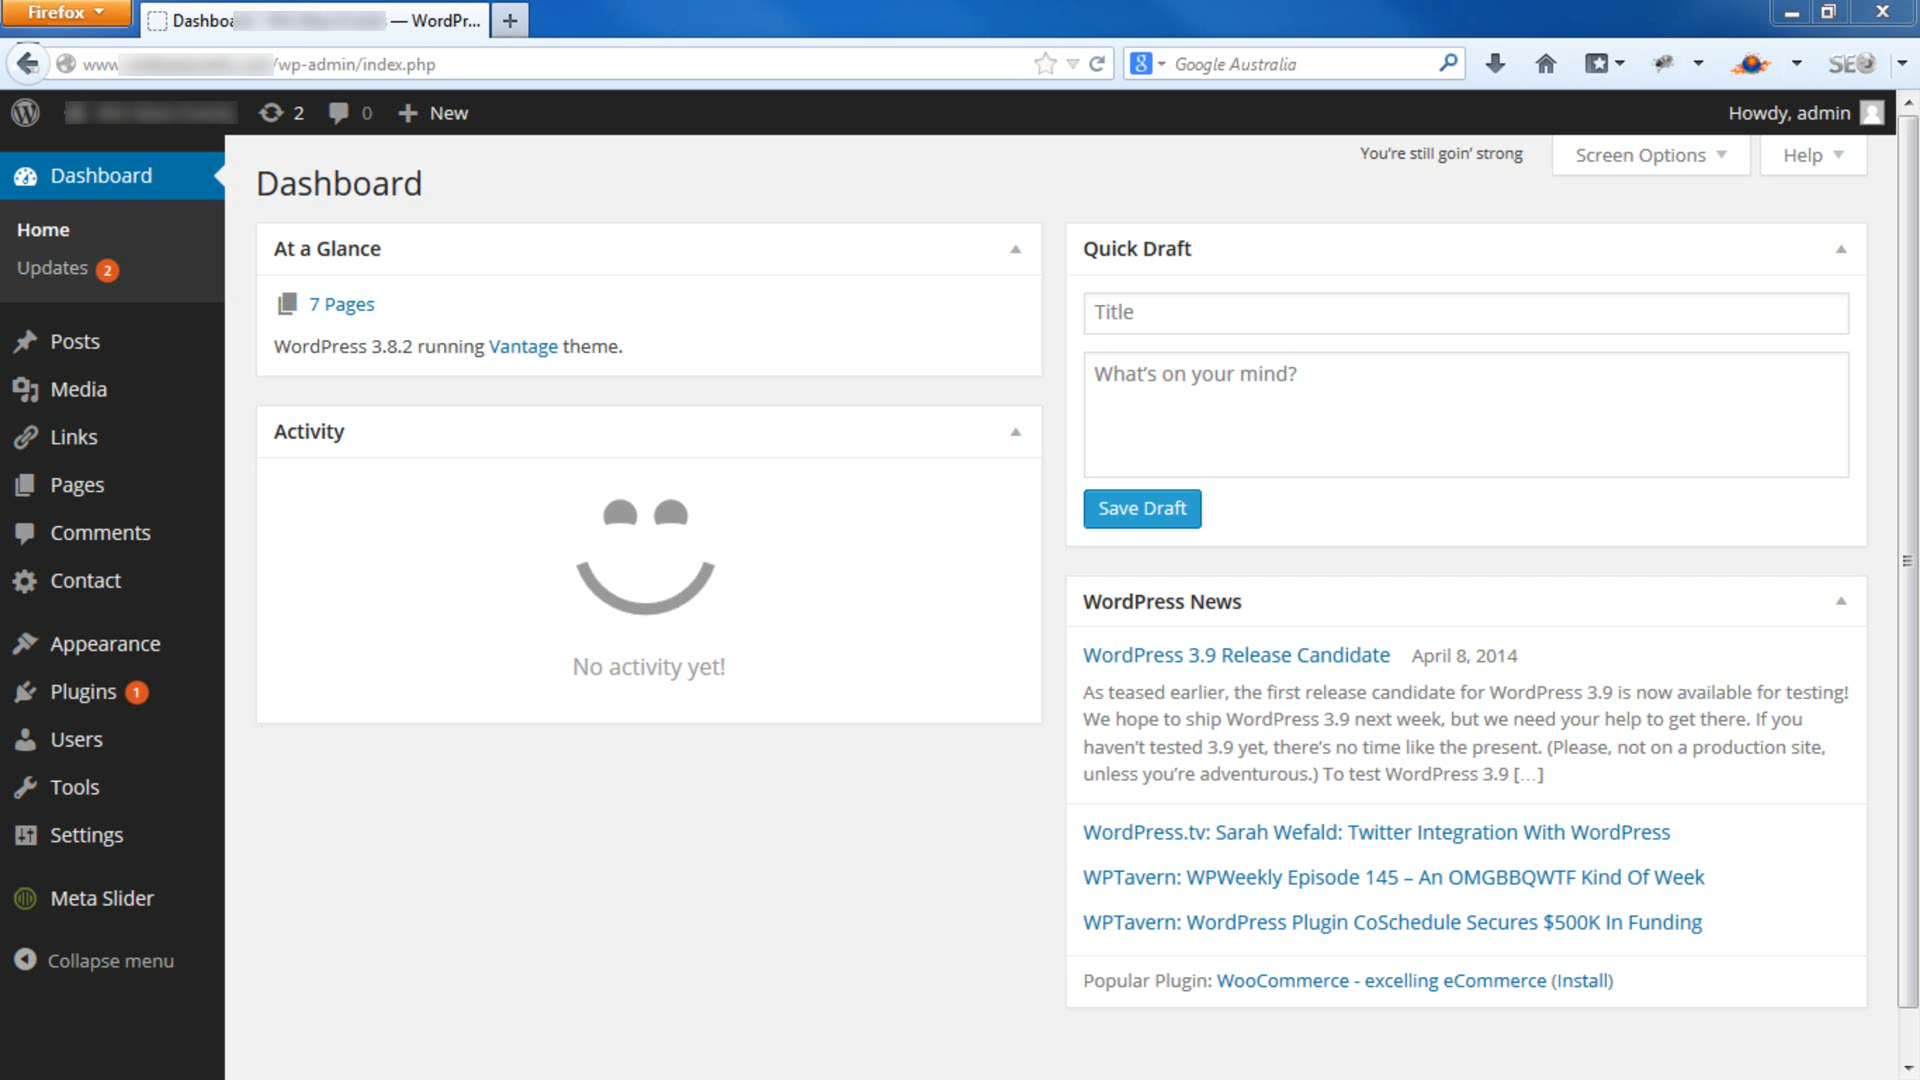 Firefox
Dashboa — WordPr...
www /wp-admin/index.php
8 Google Australia
SEO
2 0 New
Howdy, admin
Dashboard
Home
Updates 2
Posts
Media
Links
Pages
Comments
Contact
Appearance
Plugins 1
Users
Tools
Settings
Meta Slider
Collapse menu
You're still goin' strong
Screen Options
Help
Dashboard
At a Glance
7 Pages
WordPress 3.8.2 running Vantage theme.
Activity
No activity yet!
Quick Draft
Title
What's on your mind?
Save Draft
WordPress News
WordPress 3.9 Release Candidate April 8, 2014
As teased earlier, the first release candidate for WordPress 3.9 is now available for testing!
We hope to ship WordPress 3.9 next week, but we need your help to get there. If you
haven't tested 3.9 yet, there's no time like the present. (Please, not on a production site,
unless you're adventurous.) To test WordPress 3.9 […]
WordPress.tv: Sarah Wefald: Twitter Integration With WordPress
WPTavern: WPWeekly Episode 145 – An OMGBBQWTF Kind Of Week
WPTavern: WordPress Plugin CoSchedule Secures $500K In Funding
Popular Plugin: WooCommerce - excelling eCommerce (Install)